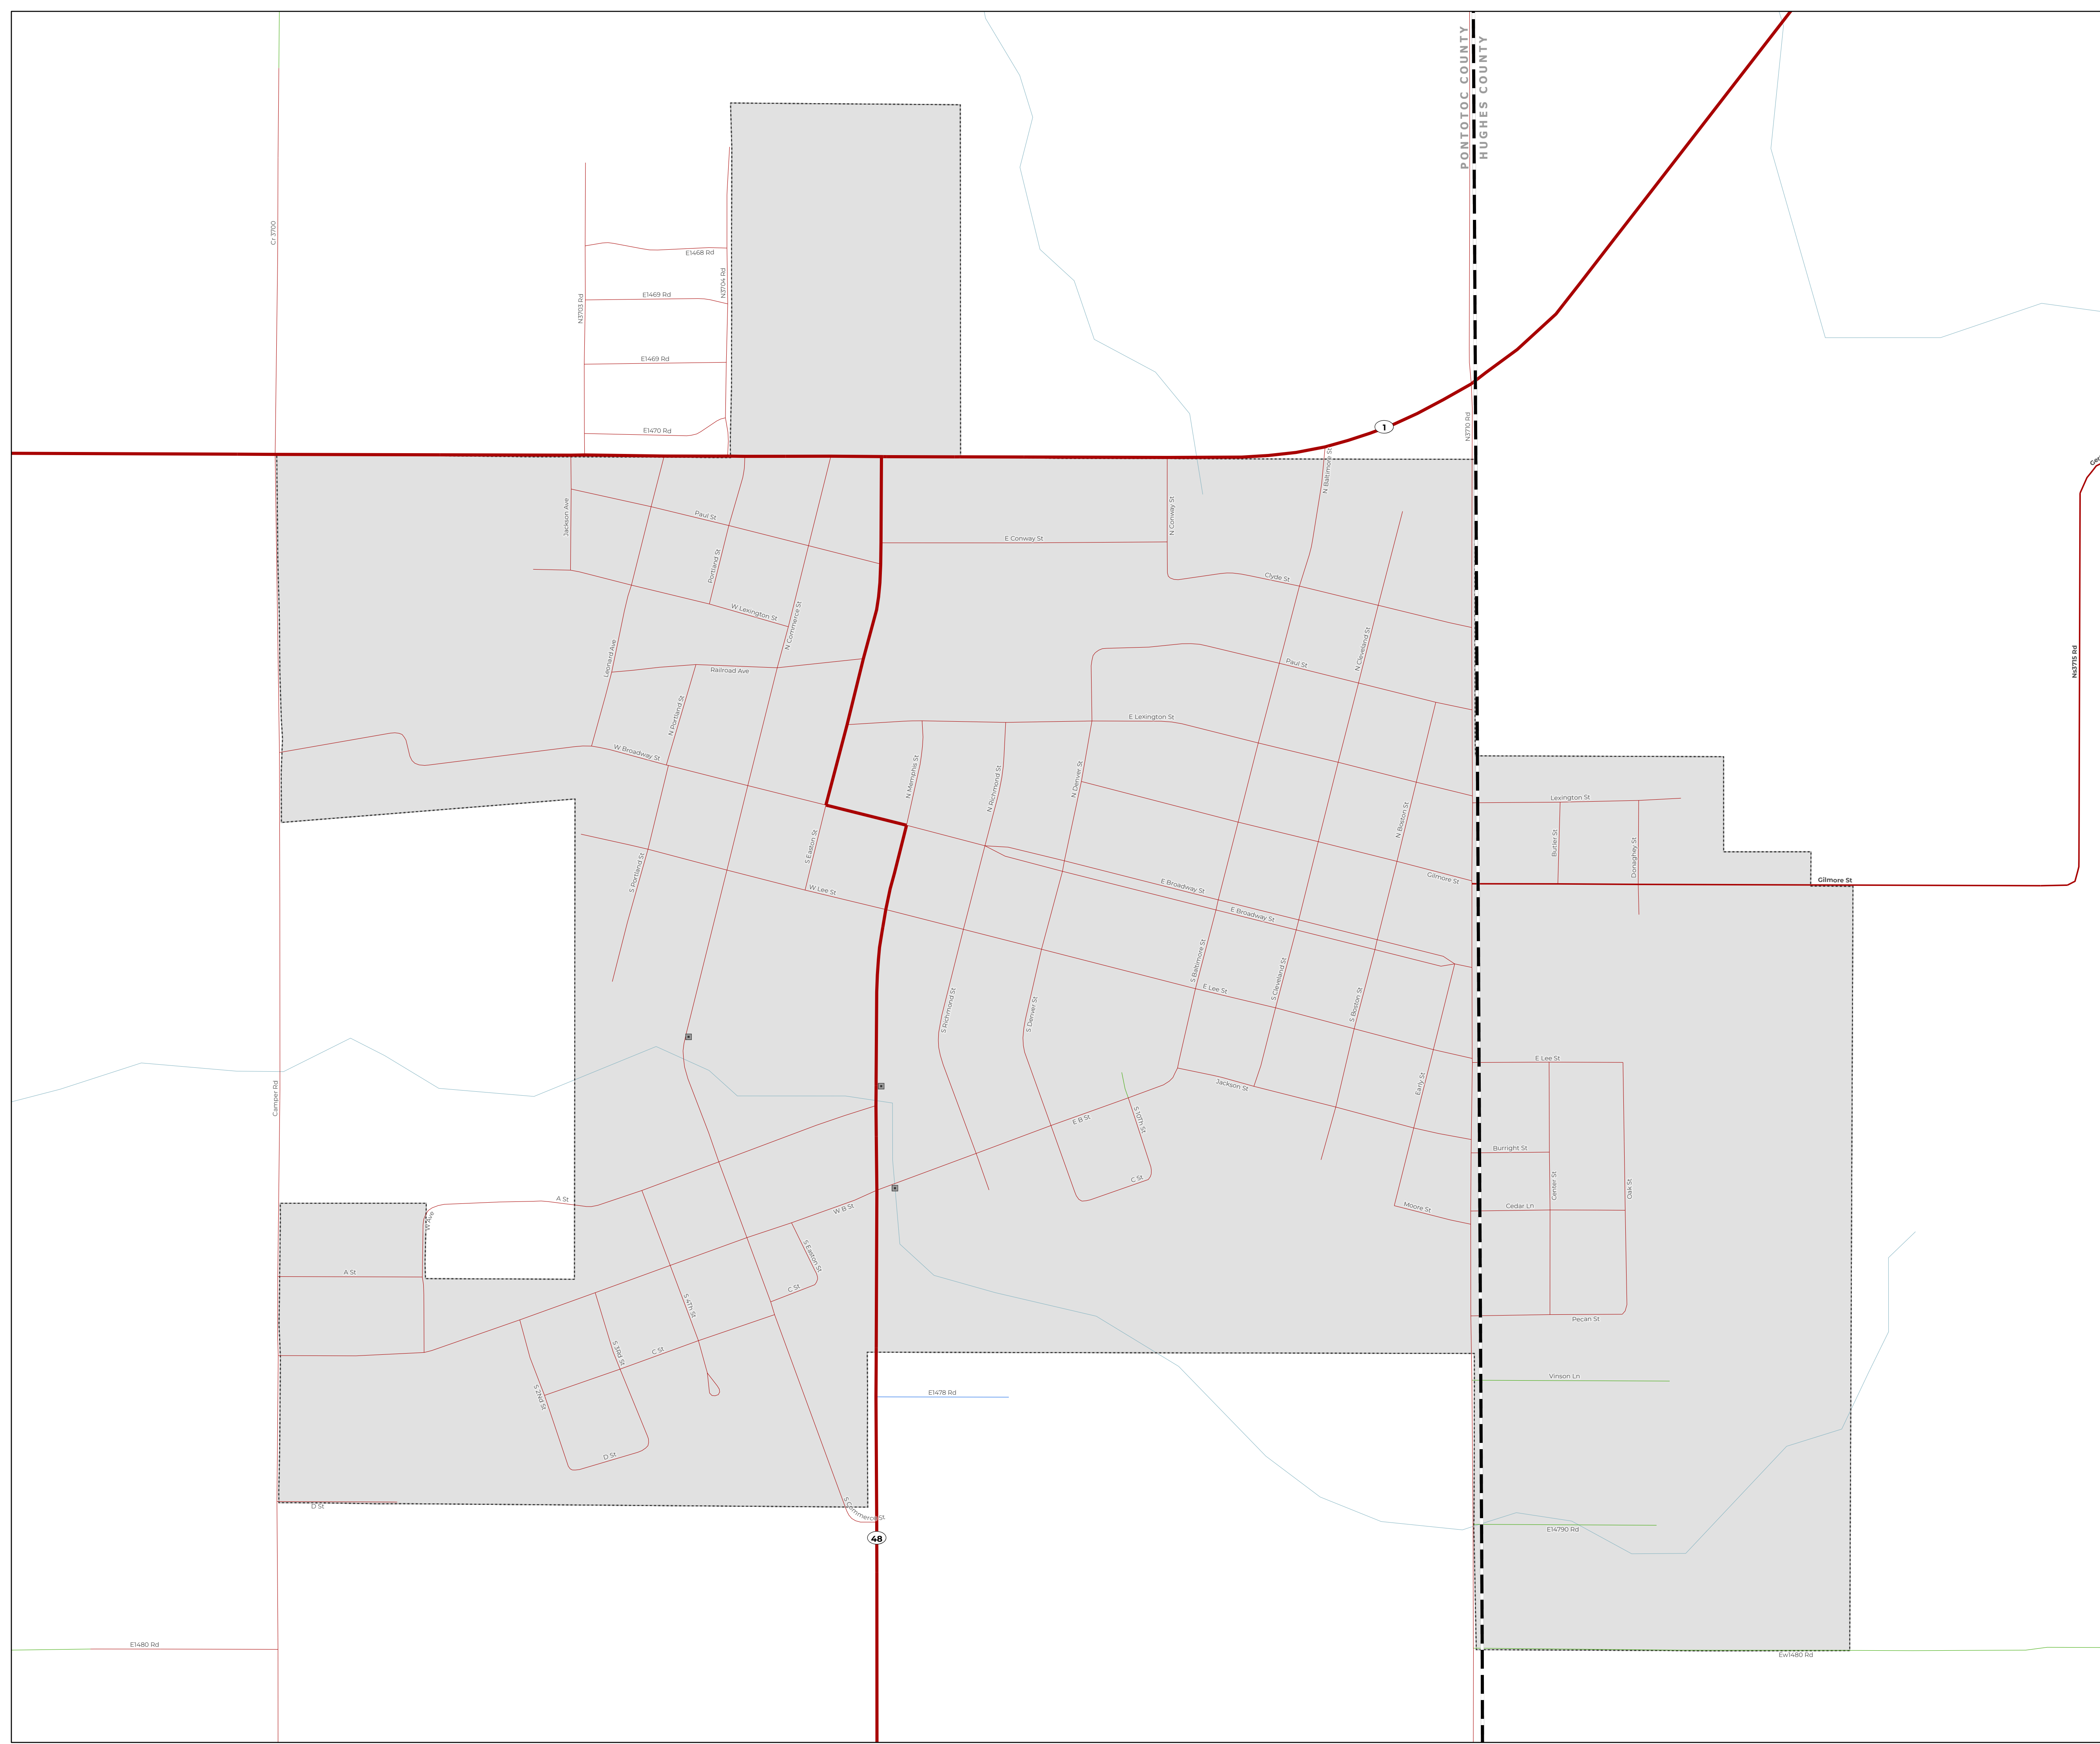 PONTOTOC COUNTY
HUGHES COUNTY
Cr 3700
E1468 Rd
N3704 Rd
E1469 Rd
N3703 Rd
E1469 Rd
E1470 Rd
1
N3710 Rd
N Baltimore St
Jackson Ave
Paul St
N Conway St
E Conway St
Portland St
Clyde St
W Lexington St
N Commerce St
Leonard Ave
Railroad Ave
N Cleveland St
Paul St
Ns3715 Rd
N Portland St
E Lexington St
W Broadway St
N Memphis St
N Richmond St
N Denver St
Lexington St
N Boston St
S Easton St
Butler St
Donaghey St
S Portland St
W Lee St
E Broadway St
Gilmore St
Gilmore St
E Broadway St
S Baltimore St
S Cleveland St
E Lee St
S Boston St
S Richmond St
S Denver St
E Lee St
Camper Rd
Jackson St
Early St
E B St
S 10Th St
Burright St
C St
Center St
Oak St
A St
W Ave
W B St
Moore St
Cedar Ln
S Easton St
A St
C St
S 4Th St
Pecan St
S 3Rd St
C St
Vinson Ln
S 2Nd St
E1478 Rd
D St
D St
S Commerce St
48
E14790 Rd
E1480 Rd
Ew1480 Rd